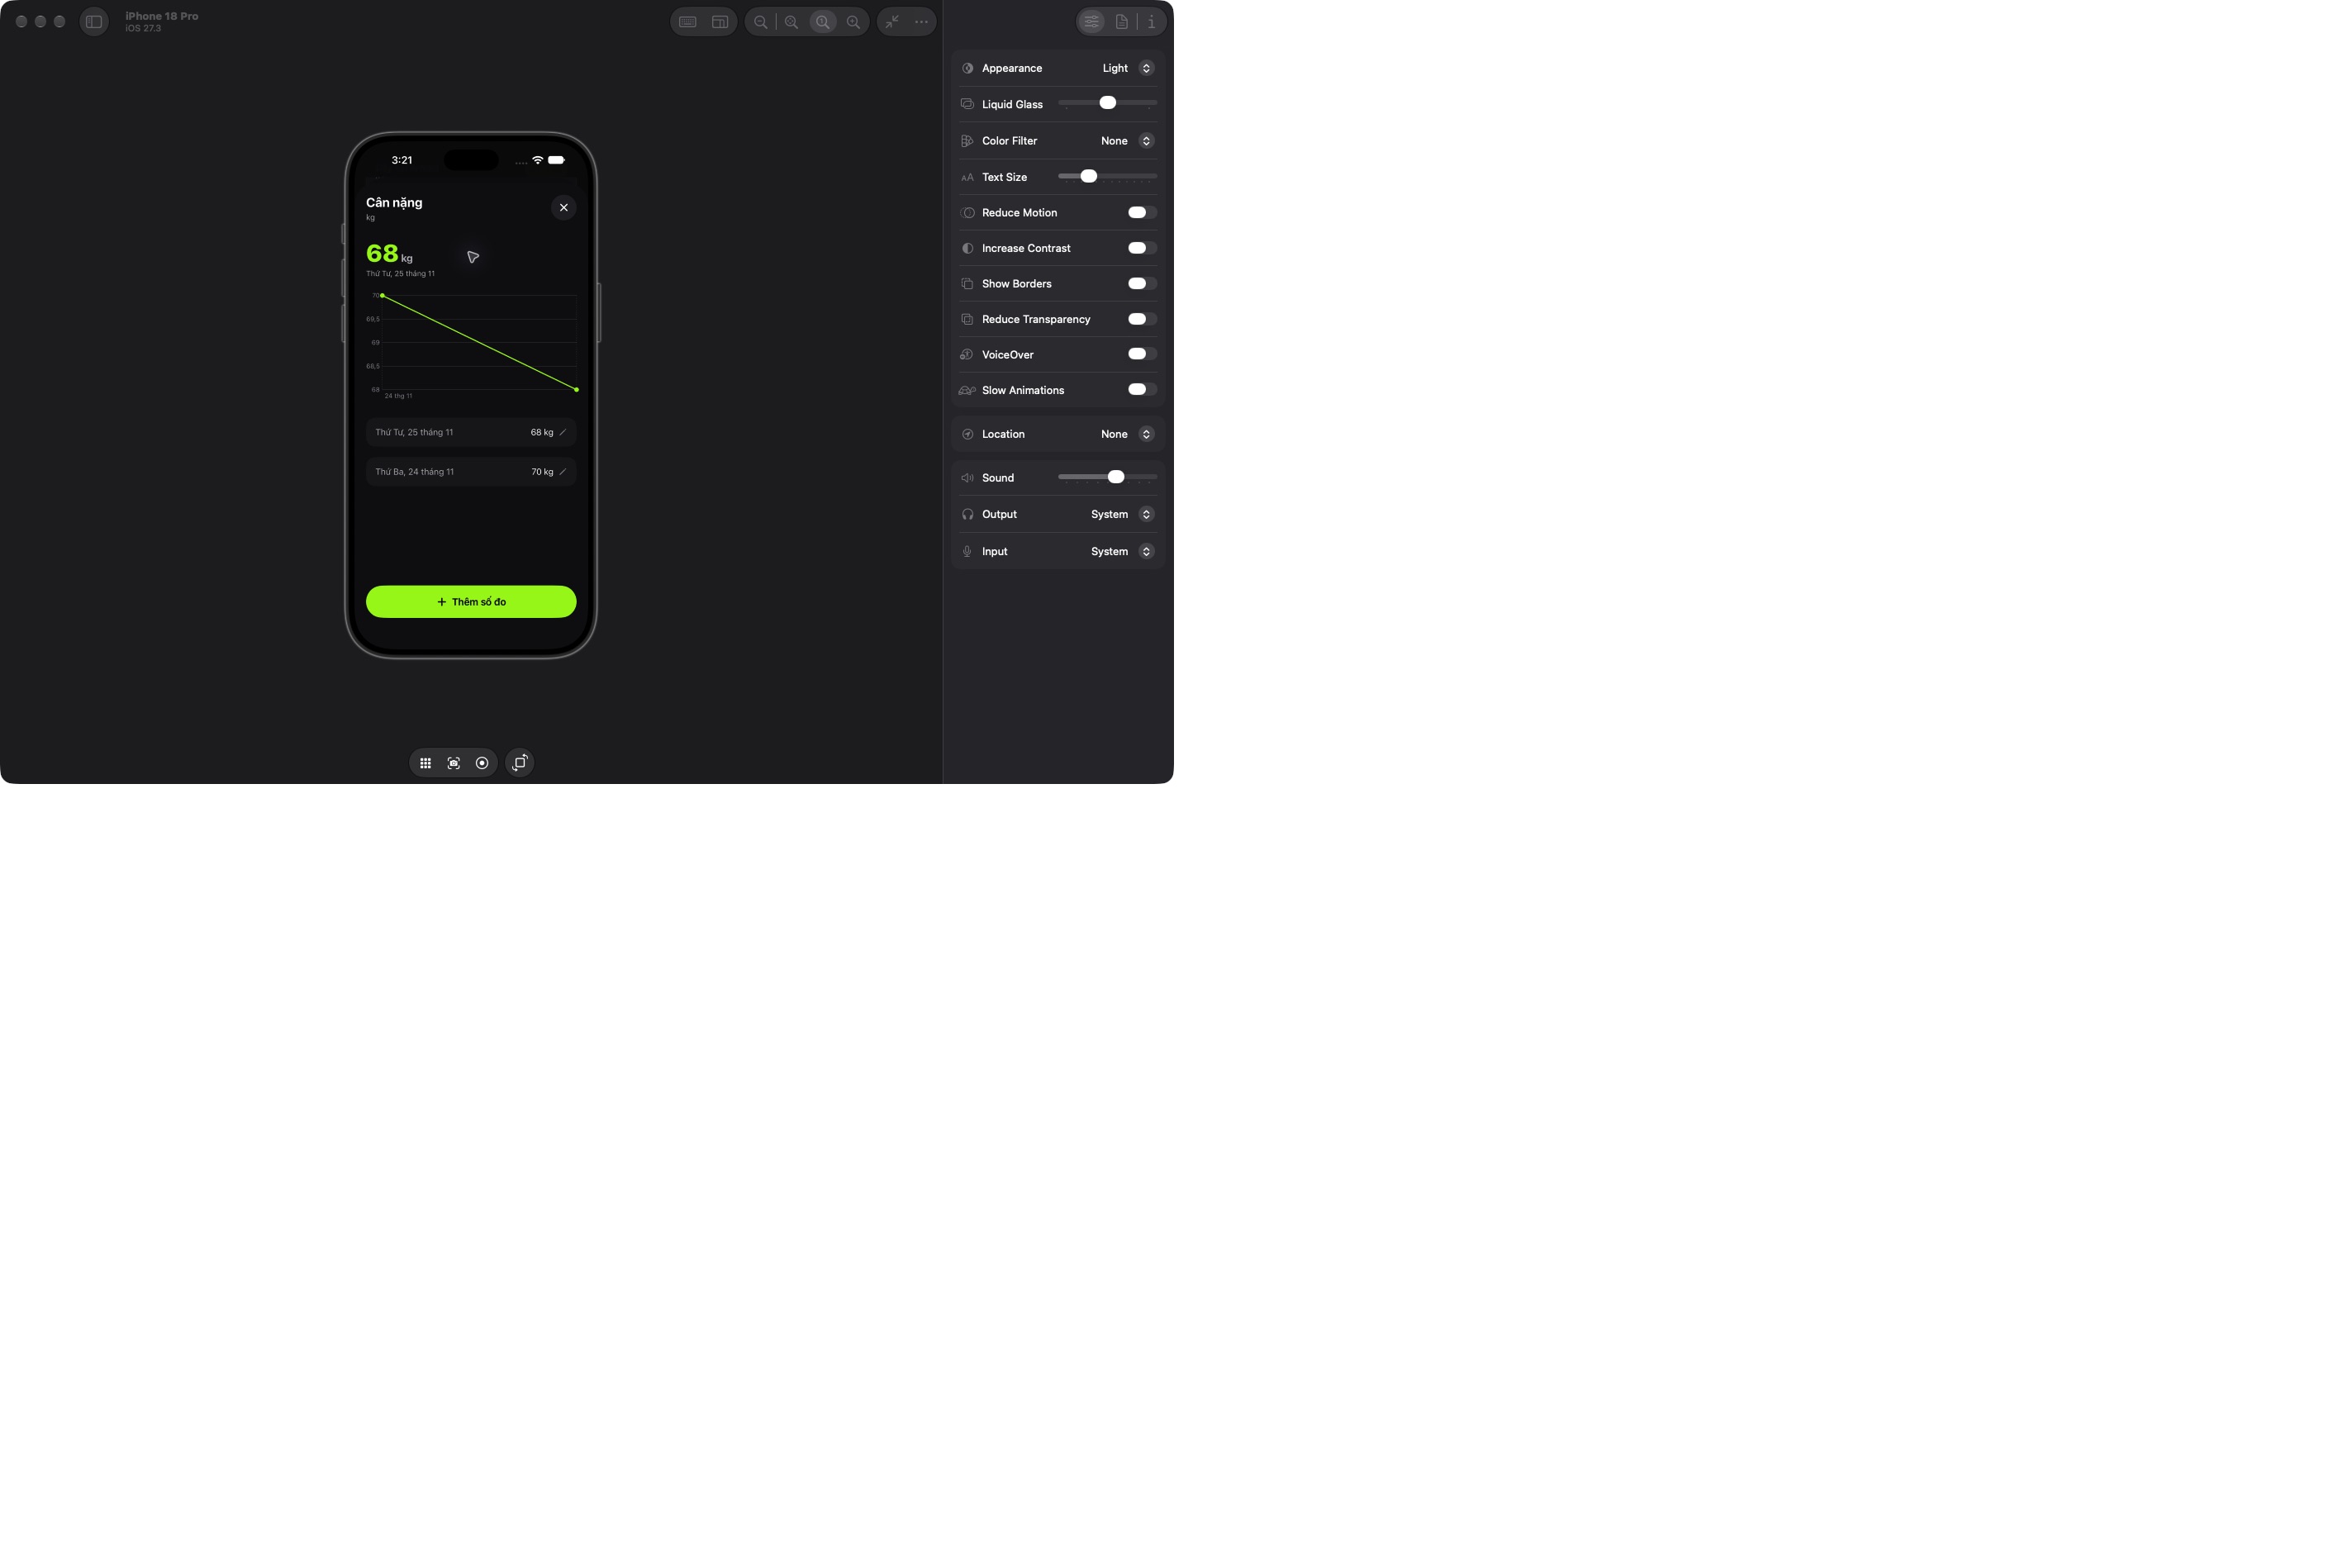 iPhone 18 Pro
iOS 27.3
3:21
Cân nặng
kg
68 kg
Thứ Tư, 25 tháng 11
70
69,5
69
68,5
68
24 thg 11
Thứ Tư, 25 tháng 11 68 kg
Thứ Ba, 24 tháng 11 70 kg
Thêm số đo
Appearance Light
Liquid Glass
Color Filter None
Text Size
Reduce Motion
Increase Contrast
Show Borders
Reduce Transparency
VoiceOver
Slow Animations
Location None
Sound
Output System
Input System